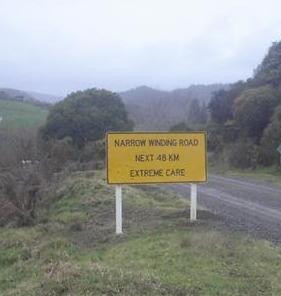 NARROW WINDING ROAD
NEXT 48 KM
EXTREME CARE